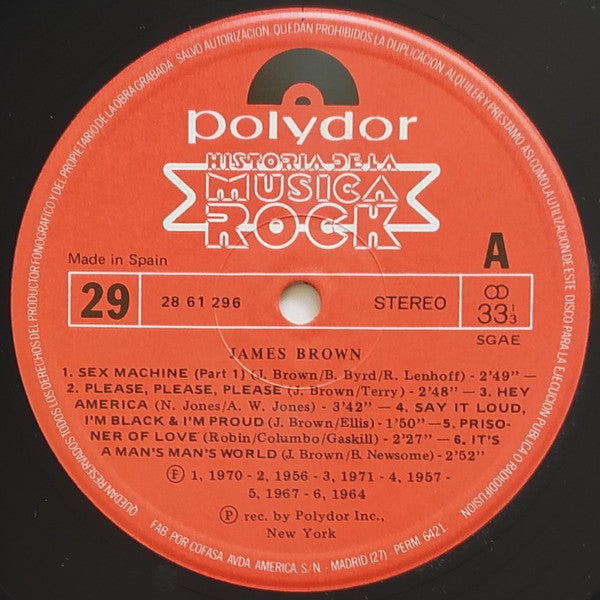 QUEDAN RESERVADOS TODOS LOS DERECHOS DEL PRODUCTOR FONOGRAFICO Y DEL PROPIETARIO DE LA OBRA GRABADA. SALVO AUTORIZACION, QUEDAN PROHIBIDOS LA DUPLICACION, ALQUILER Y PRESTAMO, ASI COMO LA UTILIZACION DE ESTE DISCO PARA LA EJECUCION PUBLICA O RADIODIFUSION
polydor
HISTORIA DE LA
MUSICA
ROCK
Made in Spain
A
29
28 61 296
STEREO
33 1/3
SGAE
JAMES BROWN
1. SEX MACHINE (Part 1) (J. Brown/B. Byrd/R. Lenhoff) - 2'49" —
2. PLEASE, PLEASE, PLEASE (J. Brown/Terry) - 2'48" — 3. HEY
AMERICA (N. Jones/A. W. Jones) - 3'42" — 4. SAY IT LOUD,
I'M BLACK & I'M PROUD (J. Brown/Ellis) - 1'50" —5. PRISO-
NER OF LOVE (Robin/Columbo/Gaskill) - 2'27" — 6. IT'S
A MAN'S MAN'S WORLD (J. Brown/B. Newsome) - 2'52"
Ⓕ 1, 1970 - 2, 1956 - 3, 1971 - 4, 1957 -
5, 1967 - 6, 1964
Ⓟ rec. by Polydor Inc.,
New York
FAB. POR COFASA. AVDA. AMERICA, S/N - MADRID (27) - PERM. 6421.